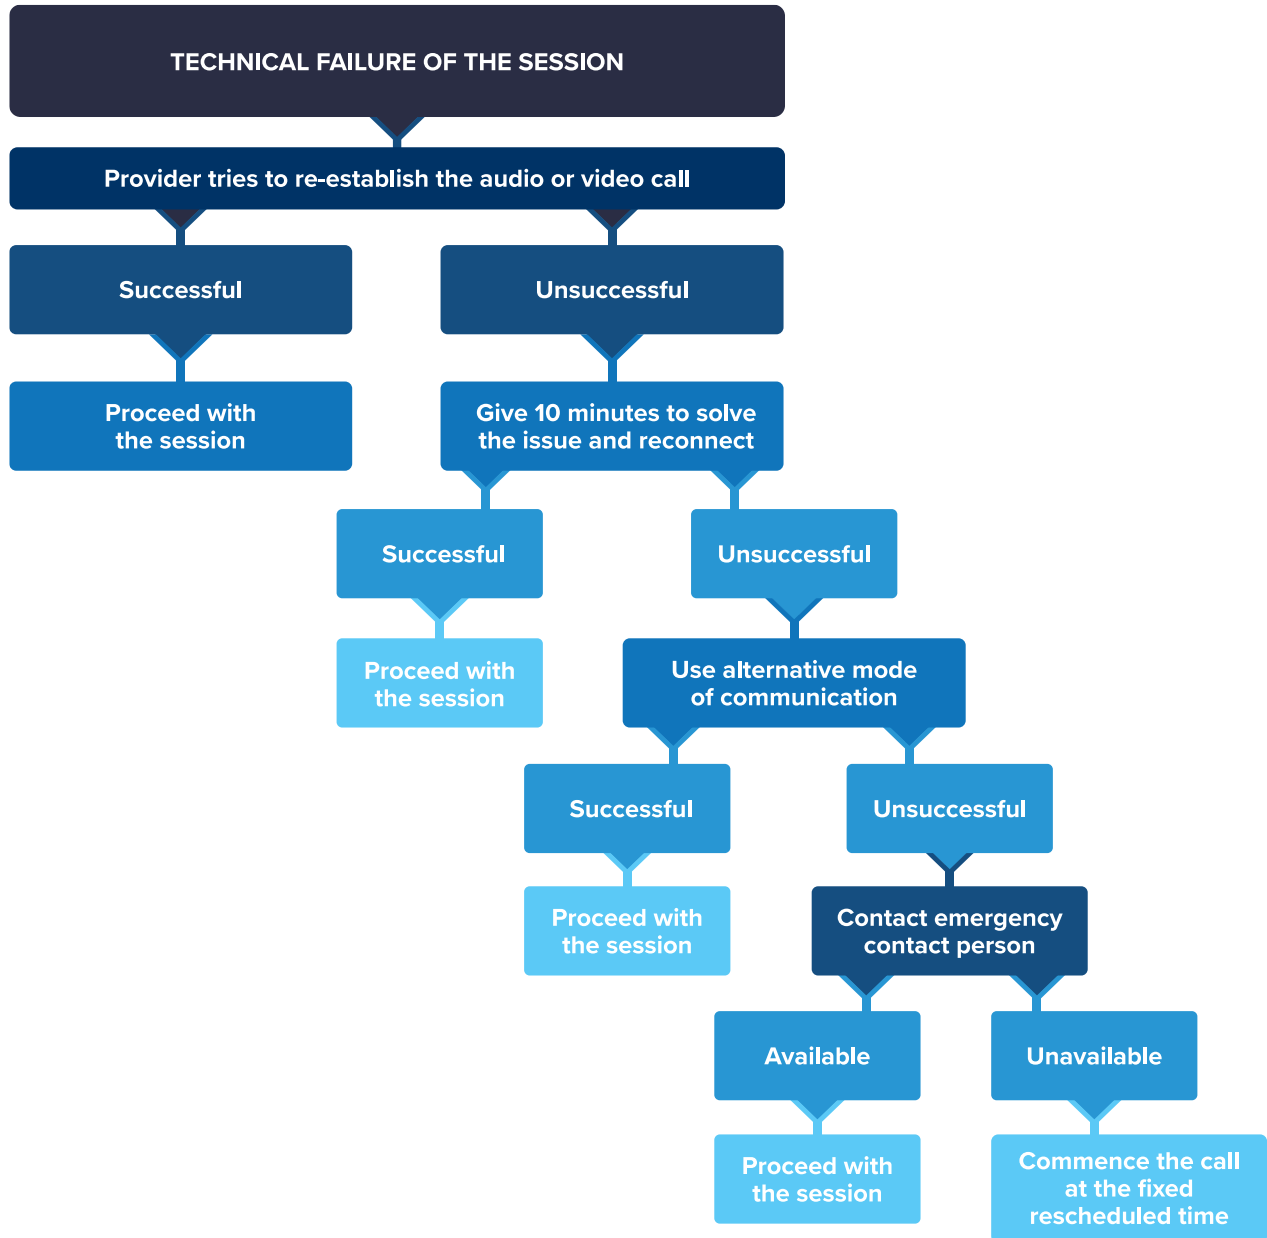 TECHNICAL FAILURE OF THE SESSION
Provider tries to re-establish the audio or video call
Successful
Unsuccessful
Proceed with
the session
Give 10 minutes to solve
the issue and reconnect
Successful
Unsuccessful
Proceed with
the session
Use alternative mode
of communication
Successful
Unsuccessful
Proceed with
the session
Contact emergency
contact person
Available
Unavailable
Proceed with
the session
Commence the call
at the fixed
rescheduled time